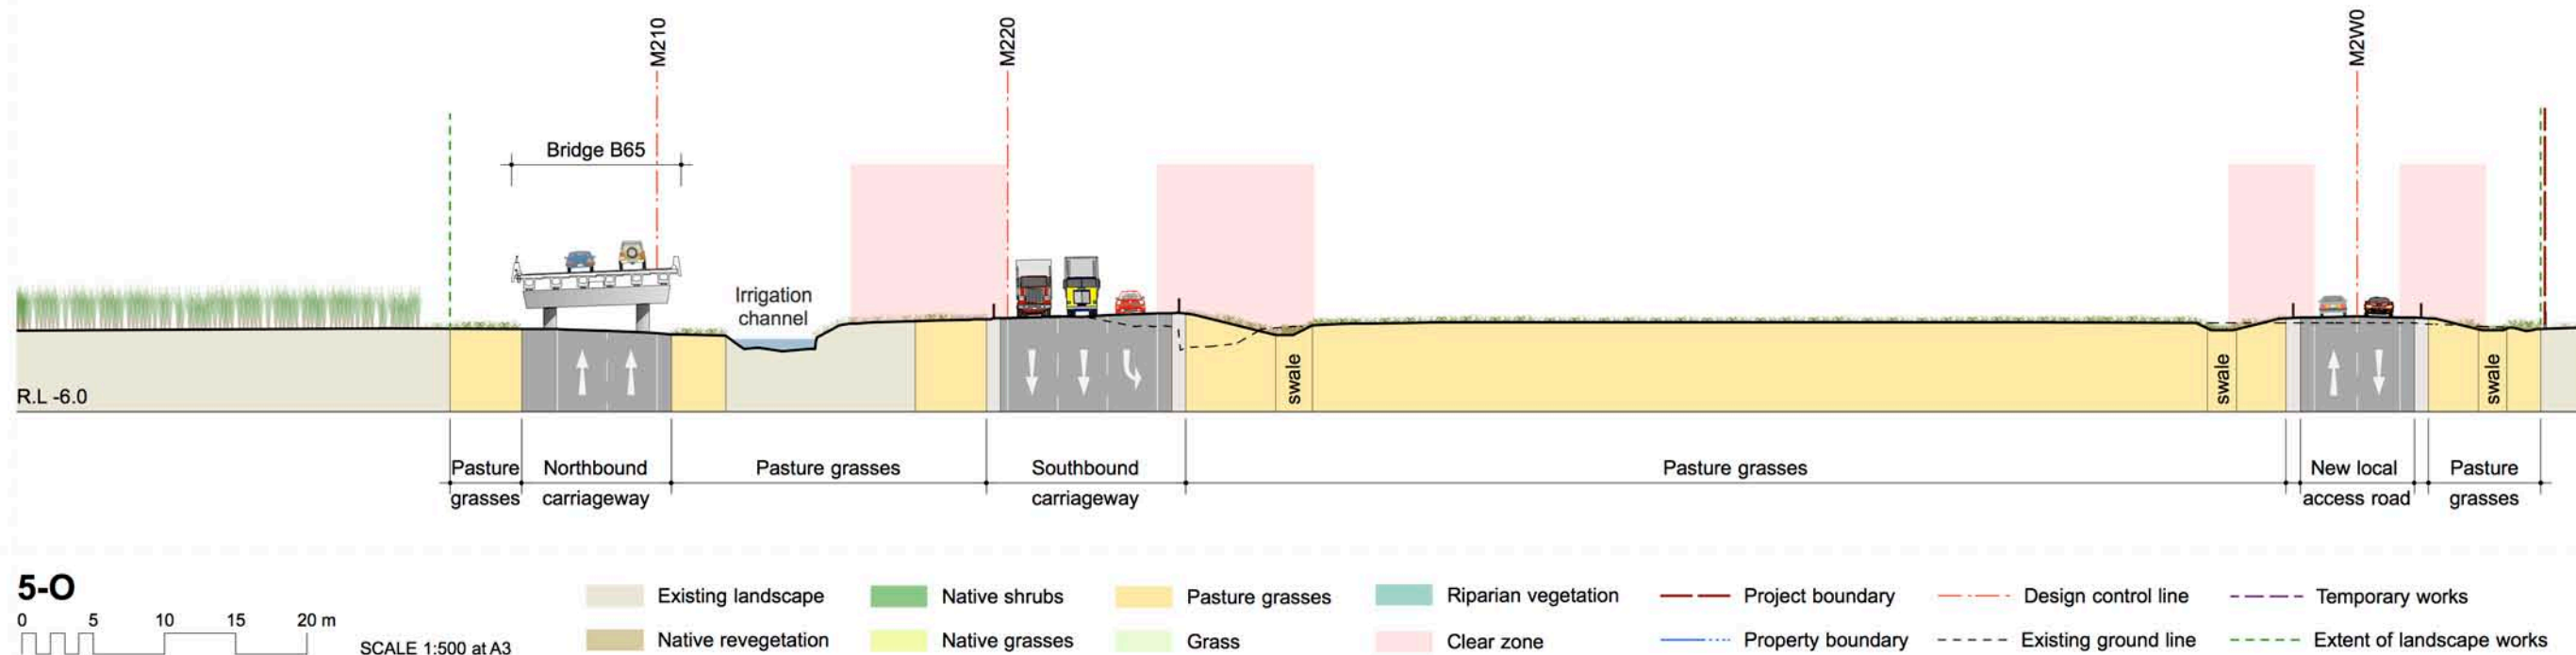 M210
M220
M2W0
Bridge B65
Irrigation
channel
R.L -6.0
swale
swale
swale
Pasture
grasses
Northbound
carriageway
Pasture grasses
Southbound
carriageway
Pasture grasses
New local
access road
Pasture
grasses
5-O
0 5 10 15 20 m
SCALE 1:500 at A3
Existing landscape
Native revegetation
Native shrubs
Native grasses
Pasture grasses
Grass
Riparian vegetation
Clear zone
Project boundary
Property boundary
Design control line
Existing ground line
Temporary works
Extent of landscape works